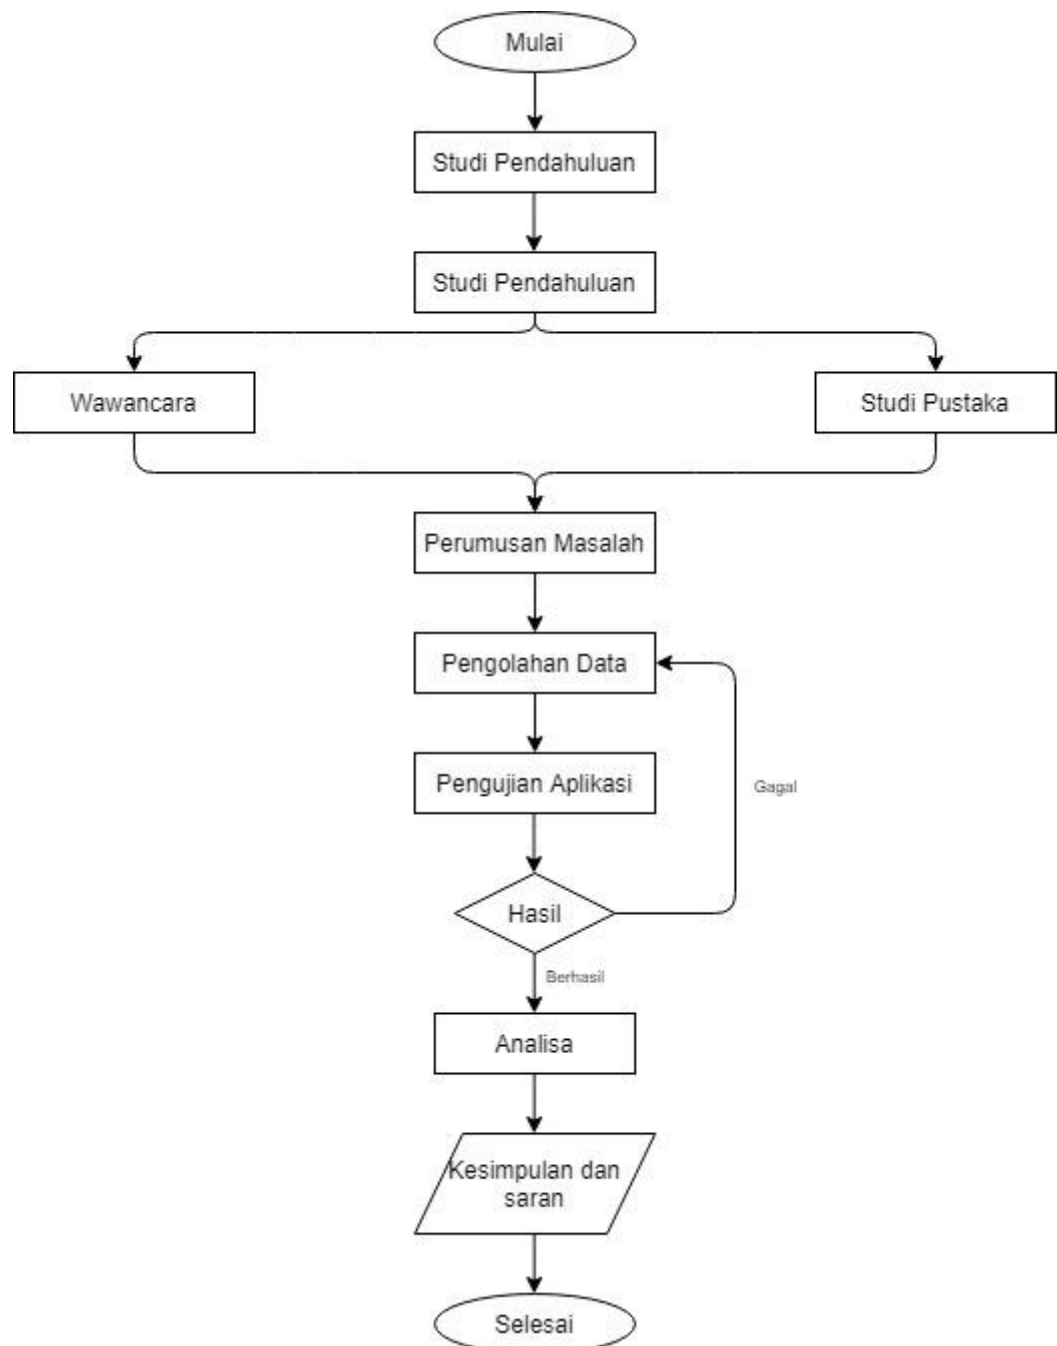 Mulai
Studi Pendahuluan
Studi Pendahuluan
Wawancara
Studi Pustaka
Perumusan Masalah
Pengolahan Data
Pengujian Aplikasi
Gagal
Hasil
Berhasil
Analisa
Kesimpulan dan
saran
Selesai